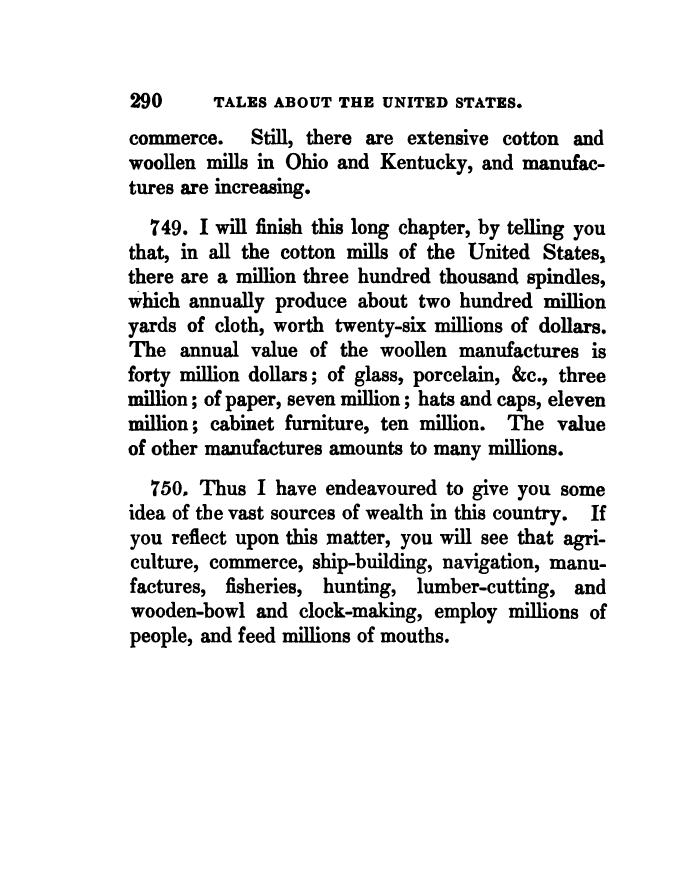 290 TALES ABOUT THE UNITED STATES.
commerce. Still, there are extensive cotton and
woollen mills in Ohio and Kentucky, and manufac-
tures are increasing.
749. I will finish this long chapter, by telling you
that, in all the cotton mills of the United States,
there are a million three hundred thousand spindles,
which annually produce about two hundred million
yards of cloth, worth twenty-six millions of dollars.
The annual value of the woollen manufactures is
forty million dollars; of glass, porcelain, &c., three
million; of paper, seven million; hats and caps, eleven
million; cabinet furniture, ten million. The value
of other manufactures amounts to many millions.
750. Thus I have endeavoured to give you some
idea of the vast sources of wealth in this country. If
you reflect upon this matter, you will see that agri-
culture, commerce, ship-building, navigation, manu-
factures, fisheries, hunting, lumber-cutting, and
wooden-bowl and clock-making, employ millions of
people, and feed millions of mouths.